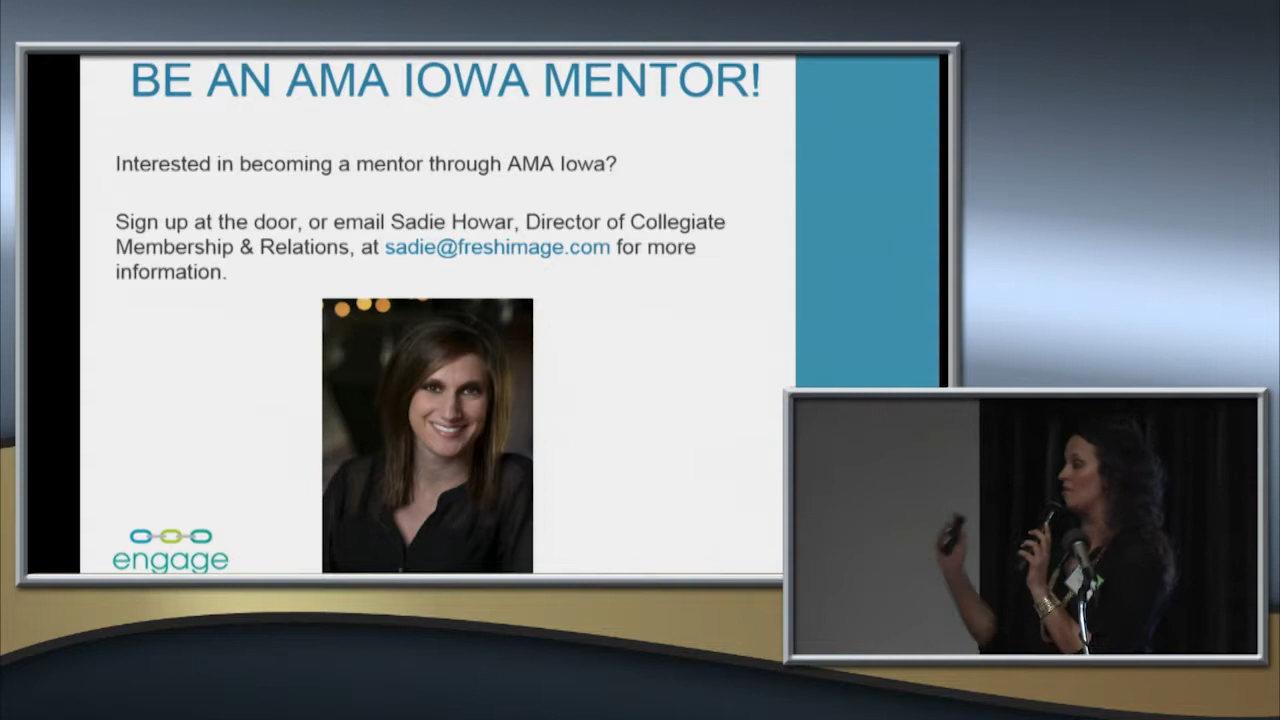 BE AN AMA IOWA MENTOR!
Interested in becoming a mentor through AMA Iowa?
Sign up at the door, or email Sadie Howar, Director of Collegiate
Membership & Relations, at sadie@freshimage.com for more
information.
engage